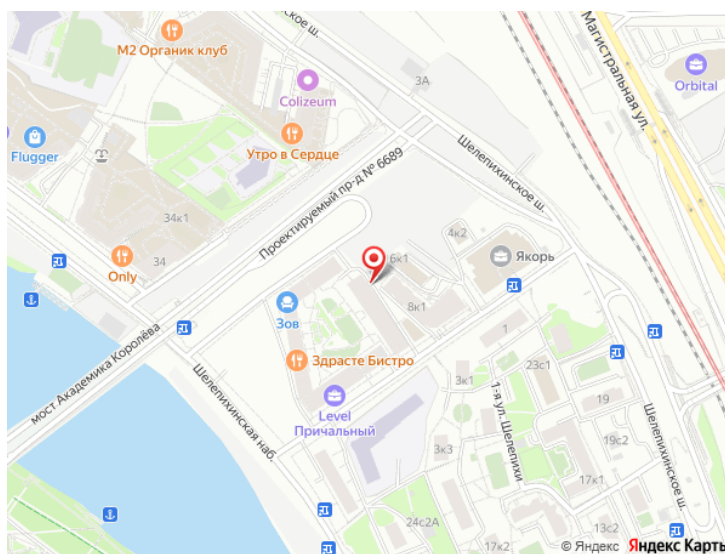 Шелепихинское ш.
М2 Органик клуб
3А
Colizeum
Магистральная ул.
Orbital
Flugger
Утро в Сердце
Шелепихинское ш.
Проектируемый пр-д № 6689
34к1
4к2
34
Only
6к1
Якорь
8к1
Зов
1
мост Академика Королёва
Здрасте Бистро
23с1
3к1
19
Level
Причальный
Шелепихинская наб.
1-я ул. Шелепихи
Шелепихинское ш.
19с2
3к3
17к1
24с2А
13с2
17к2
© Яндекс Яндекс Карты